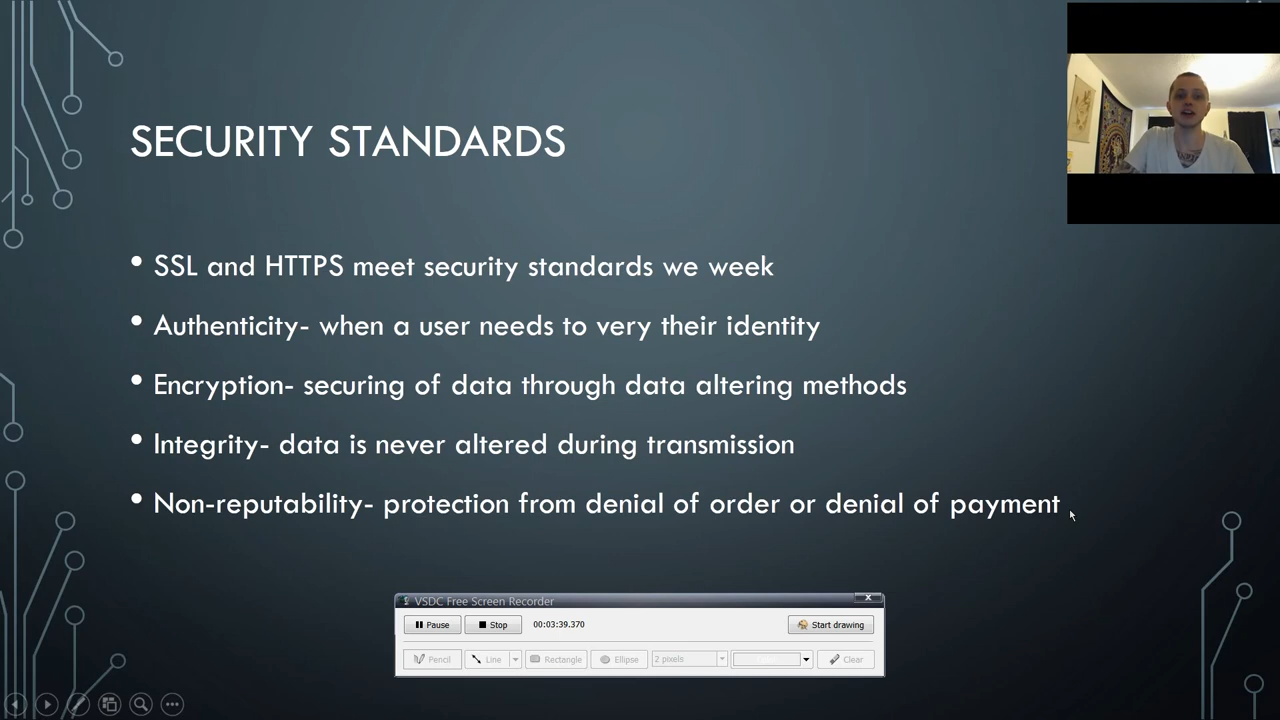 SECURITY STANDARDS
• SSL and HTTPS meet security standards we week
• Authenticity- when a user needs to very their identity
• Encryption- securing of data through data altering methods
• Integrity- data is never altered during transmission
• Non-reputability- protection from denial of order or denial of payment
VSDC Free Screen Recorder
Pause Stop 00:03:39.370 Start drawing
Pencil Line Rectangle Ellipse 2 pixels Clear